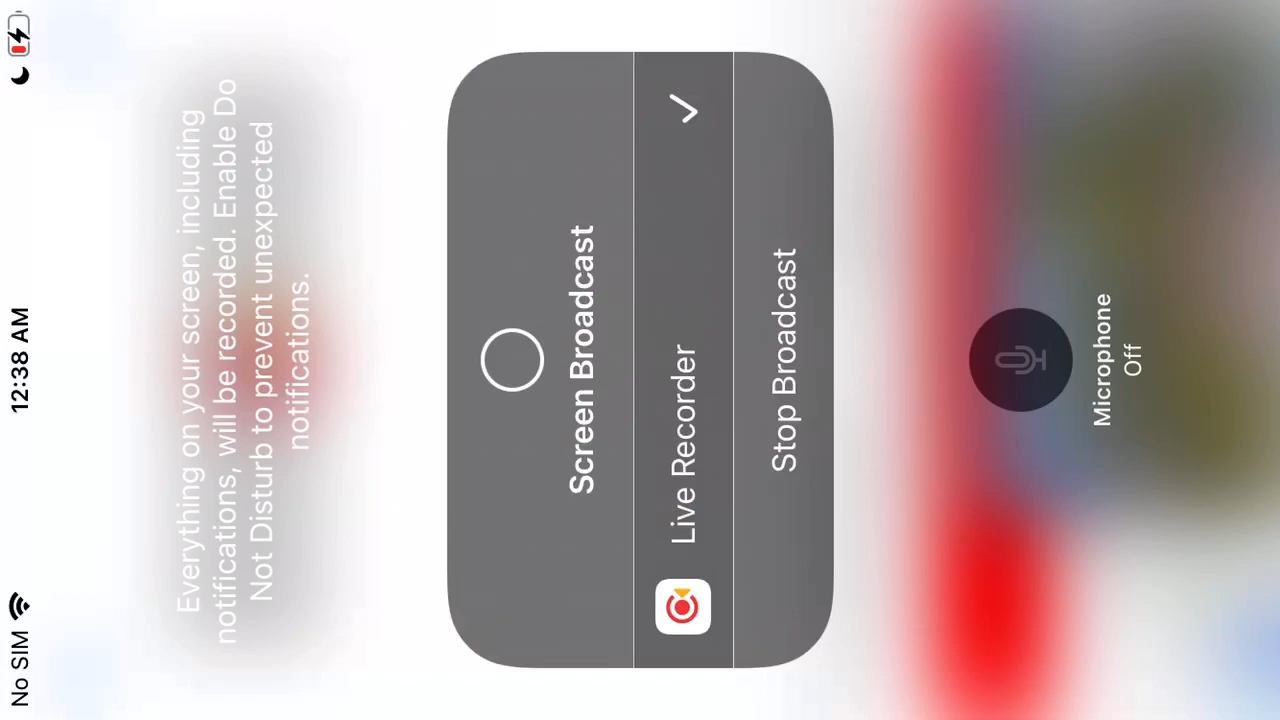 No SIM 12:38 AM
Everything on your screen, including
notifications, will be recorded. Enable Do
Not Disturb to prevent unexpected
notifications.
Screen Broadcast
Live Recorder
Stop Broadcast
Microphone
Off